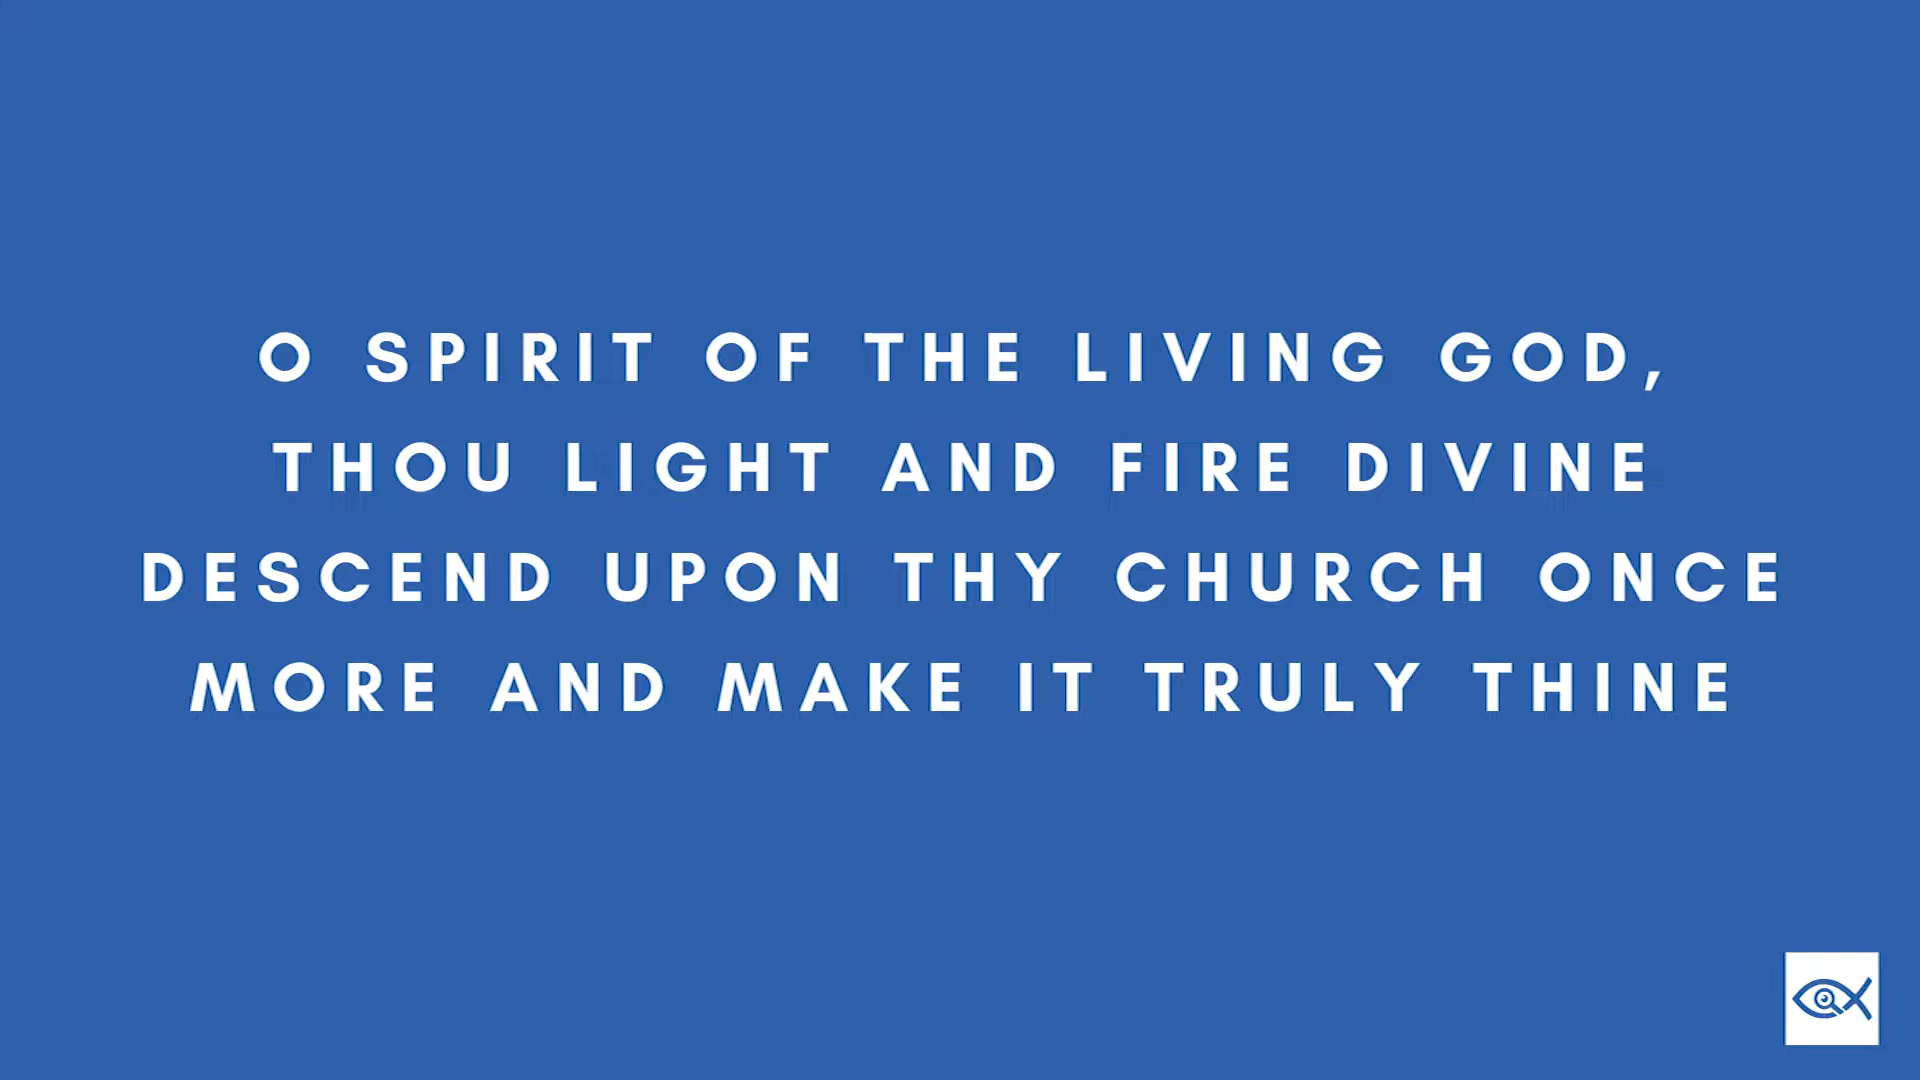 O SPIRIT OF THE LIVING GOD,
THOU LIGHT AND FIRE DIVINE
DESCEND UPON THY CHURCH ONCE
MORE AND MAKE IT TRULY THINE